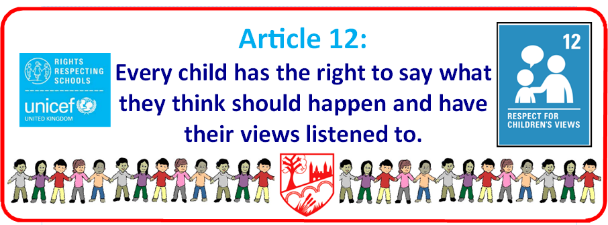 Article 12:
RIGHTS
RESPECTING
SCHOOLS
unicef
UNITED KINGDOM
Every child has the right to say what
they think should happen and have
their views listened to.
12
RESPECT FOR
CHILDREN'S VIEWS